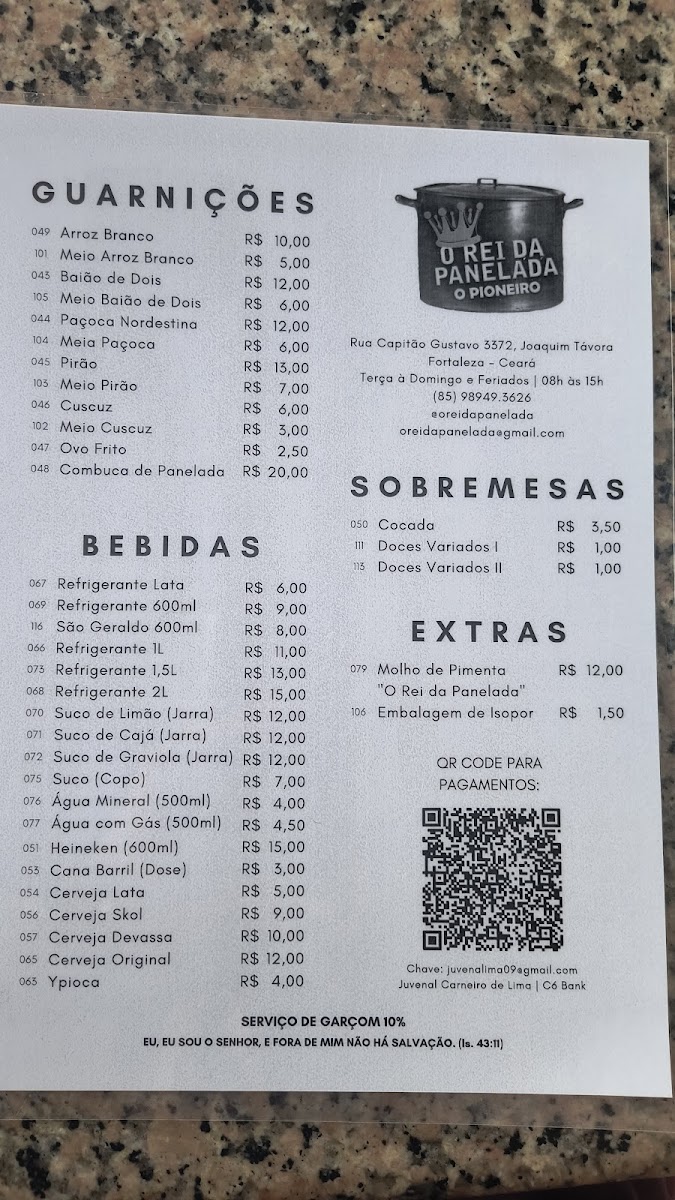 GUARNIÇÕES
049 Arroz Branco R$ 10,00
101 Meio Arroz Branco R$ 5,00
043 Baião de Dois R$ 12,00
105 Meio Baião de Dois R$ 6,00
044 Paçoca Nordestina R$ 12,00
104 Meia Paçoca R$ 6,00
045 Pirão R$ 13,00
103 Meio Pirão R$ 7,00
046 Cuscuz R$ 6,00
102 Meio Cuscuz R$ 3,00
047 Ovo Frito R$ 2,50
048 Combuca de Panelada R$ 20,00
BEBIDAS
067 Refrigerante Lata R$ 6,00
069 Refrigerante 600ml R$ 9,00
116 São Geraldo 600ml R$ 8,00
066 Refrigerante 1L R$ 11,00
073 Refrigerante 1,5L R$ 13,00
068 Refrigerante 2L R$ 15,00
070 Suco de Limão (Jarra) R$ 12,00
071 Suco de Cajá (Jarra) R$ 12,00
072 Suco de Graviola (Jarra) R$ 12,00
075 Suco (Copo) R$ 7,00
076 Água Mineral (500ml) R$ 4,00
077 Água com Gás (500ml) R$ 4,50
051 Heineken (600ml) R$ 15,00
053 Cana Barril (Dose) R$ 3,00
054 Cerveja Lata R$ 5,00
056 Cerveja Skol R$ 9,00
057 Cerveja Devassa R$ 10,00
065 Cerveja Original R$ 12,00
063 Ypioca R$ 4,00
O REI DA
PANELADA
O PIONEIRO
Rua Capitão Gustavo 3372, Joaquim Távora
Fortaleza - Ceará
Terça à Domingo e Feriados | 08h às 15h
(85) 98949.3626
@oreidapanelada
oreidapanelada@gmail.com
SOBREMESAS
050 Cocada R$ 3,50
111 Doces Variados I R$ 1,00
113 Doces Variados II R$ 1,00
EXTRAS
079 Molho de Pimenta R$ 12,00
"O Rei da Panelada"
106 Embalagem de Isopor R$ 1,50
QR CODE PARA
PAGAMENTOS:
Chave: juvenalima09@gmail.com
Juvenal Carneiro de Lima | C6 Bank
SERVIÇO DE GARÇOM 10%
EU, EU SOU O SENHOR, E FORA DE MIM NÃO HÁ SALVAÇÃO. (Is. 43:11)